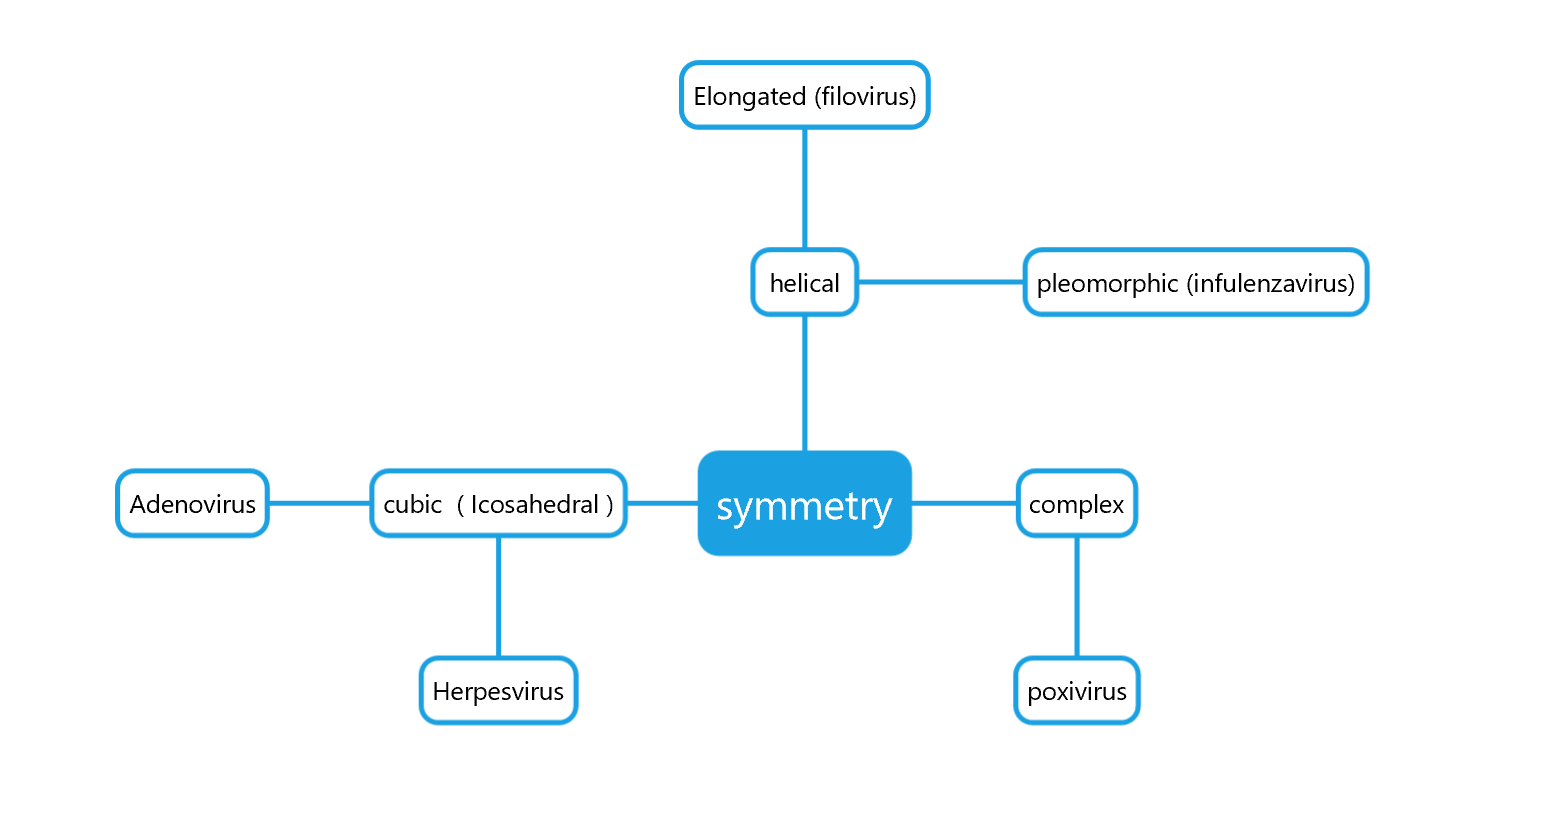 Elongated (filovirus)
helical
pleomorphic (infulenzavirus)
Adenovirus
cubic ( Icosahedral )
symmetry
complex
Herpesvirus
poxivirus